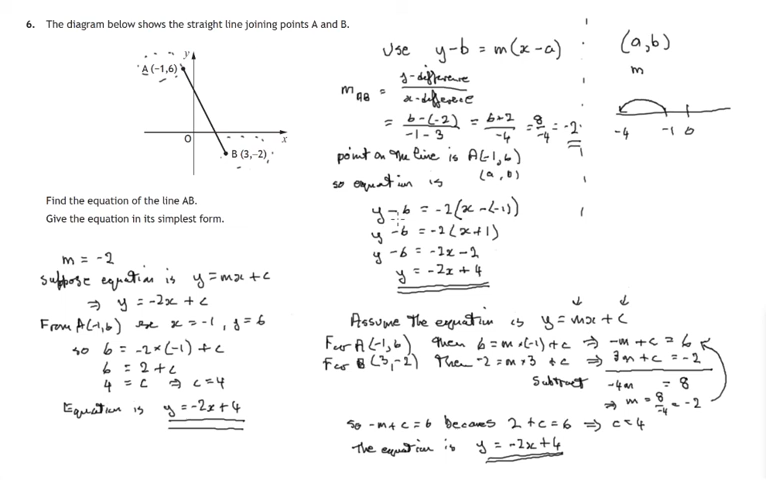 6. The diagram below shows the straight line joining points A and B.
y
A (-1,6)
0
x
B (3,-2)
Find the equation of the line AB.
Give the equation in its simplest form.
m = -2
Suppose equation is y = mx + c
⇒ y = -2x + c
From A(-1,6) use x = -1, y = 6
so 6 = -2×(-1) + c
6 = 2 + c
4 = c ⇒ c = 4
Equation is y = -2x + 4
Use y-b = m(x-a)
(a,b)
m
m AB = y-difference / x-difference
= 6-(-2) / -1-3 = 6+2 / -4 = 8 / -4 = -2
-4 -1 0
point on the line is A(-1,6)
(a,b)
so equation is
y-6 = -2(x-(-1))
y-6 = -2(x+1)
y-6 = -2x-2
y = -2x+4
Assume the equation is y = mx + c
For A(-1,6) then 6 = m×(-1)+c ⇒ -m+c = 6
For B(3,-2) Then -2 = m×3 + c ⇒ 3m+c = -2
Subtract -4m = 8
⇒ m = 8 / -4 = -2
so -m+c=6 becomes 2+c=6 ⇒ c=4
The equation is y = -2x+4